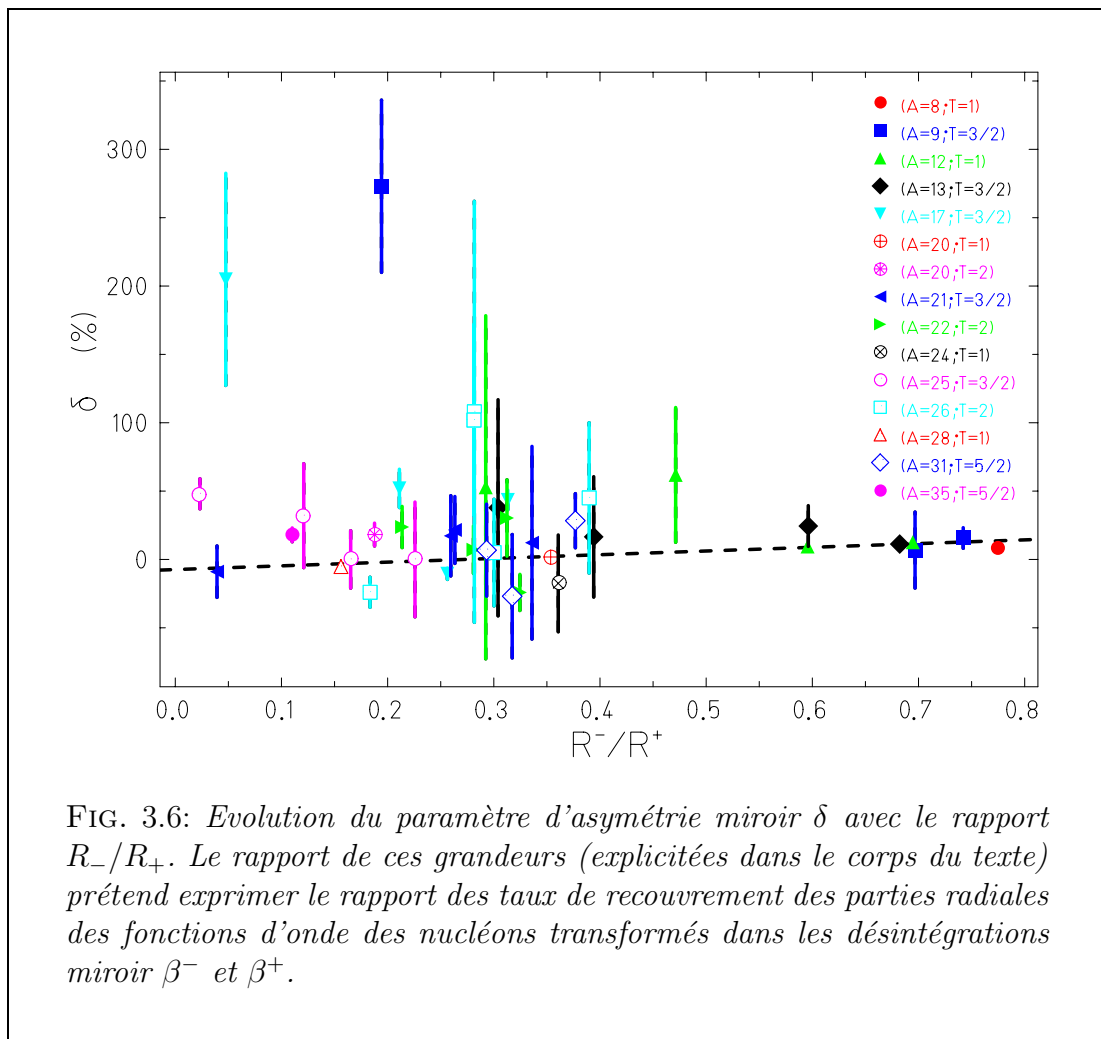 300
200
100
0
δ (%)
(A=8;T=1)
(A=9;T=3/2)
(A=12;T=1)
(A=13;T=3/2)
(A=17;T=3/2)
(A=20;T=1)
(A=20;T=2)
(A=21;T=3/2)
(A=22;T=2)
(A=24;T=1)
(A=25;T=3/2)
(A=26;T=2)
(A=28;T=1)
(A=31;T=5/2)
(A=35;T=5/2)
0.0 0.1 0.2 0.3 0.4 0.5 0.6 0.7 0.8
R⁻/R⁺
FIG. 3.6: Evolution du paramètre d'asymétrie miroir δ avec le rapport
R₋/R₊. Le rapport de ces grandeurs (explicitées dans le corps du texte)
prétend exprimer le rapport des taux de recouvrement des parties radiales
des fonctions d'onde des nucléons transformés dans les désintégrations
miroir β⁻ et β⁺.